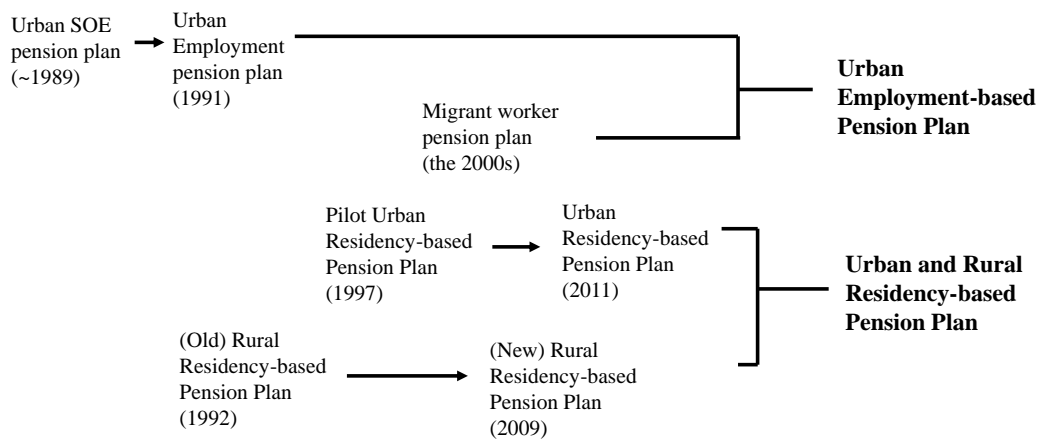 Urban SOE
pension plan
(~1989)
Urban
Employment
pension plan
(1991)
Migrant worker
pension plan
(the 2000s)
Urban
Employment-based
Pension Plan
Pilot Urban
Residency-based
Pension Plan
(1997)
Urban
Residency-based
Pension Plan
(2011)
(Old) Rural
Residency-based
Pension Plan
(1992)
(New) Rural
Residency-based
Pension Plan
(2009)
Urban and Rural
Residency-based
Pension Plan